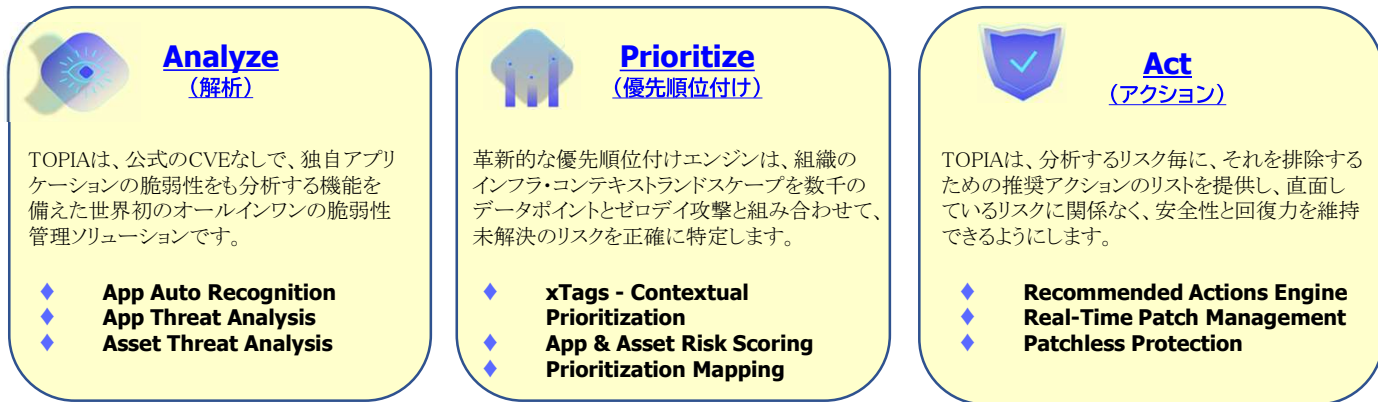 Analyze
（解析）
TOPIAは、公式のCVEなしで、独自アプリ
ケーションの脆弱性をも分析する機能を
備えた世界初のオールインワンの脆弱性
管理ソリューションです。
♦ App Auto Recognition
♦ App Threat Analysis
♦ Asset Threat Analysis
Prioritize
（優先順位付け）
革新的な優先順位付けエンジンは、組織の
インフラ・コンテキストランドスケープを数千の
データポイントとゼロデイ攻撃と組み合わせて、
未解決のリスクを正確に特定します。
♦ xTags - Contextual
Prioritization
♦ App & Asset Risk Scoring
♦ Prioritization Mapping
Act
（アクション）
TOPIAは、分析するリスク毎に、それを排除する
ための推奨アクションのリストを提供し、直面し
ているリスクに関係なく、安全性と回復力を維持
できるようにします。
♦ Recommended Actions Engine
♦ Real-Time Patch Management
♦ Patchless Protection